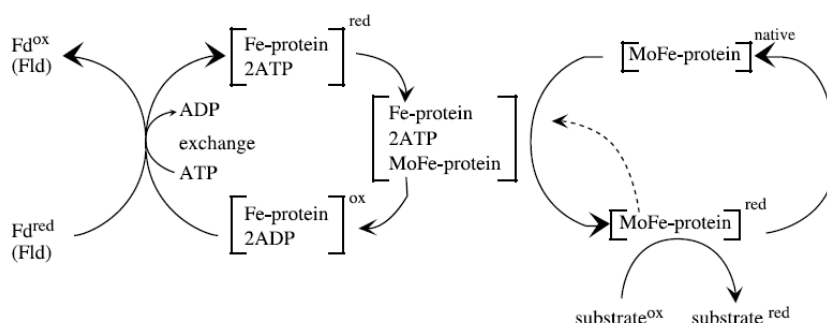 Fd^ox
(Fld)
Fe-protein
2ATP
red
ADP
exchange
ATP
Fd^red
(Fld)
Fe-protein
2ADP
ox
Fe-protein
2ATP
MoFe-protein
MoFe-protein
native
MoFe-protein
red
substrate^ox
substrate^red